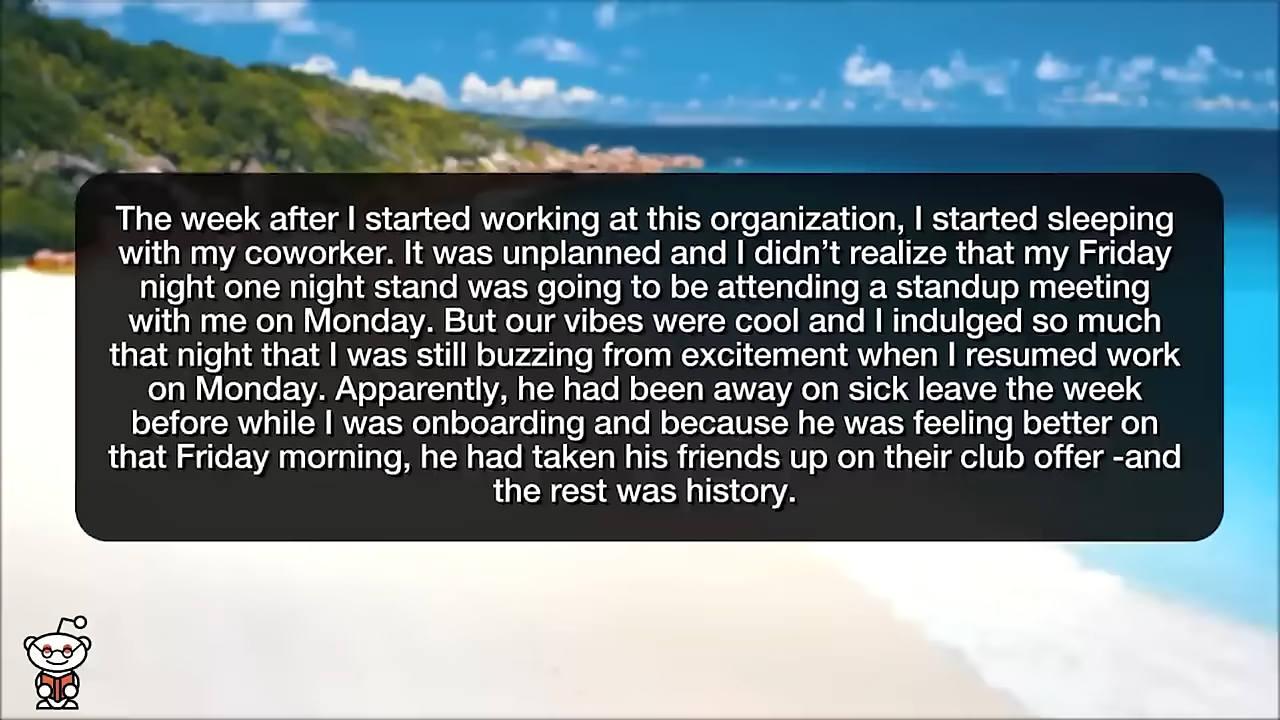 The week after I started working at this organization, I started sleeping
with my coworker. It was unplanned and I didn’t realize that my Friday
night one night stand was going to be attending a standup meeting
with me on Monday. But our vibes were cool and I indulged so much
that night that I was still buzzing from excitement when I resumed work
on Monday. Apparently, he had been away on sick leave the week
before while I was onboarding and because he was feeling better on
that Friday morning, he had taken his friends up on their club offer -and
the rest was history.